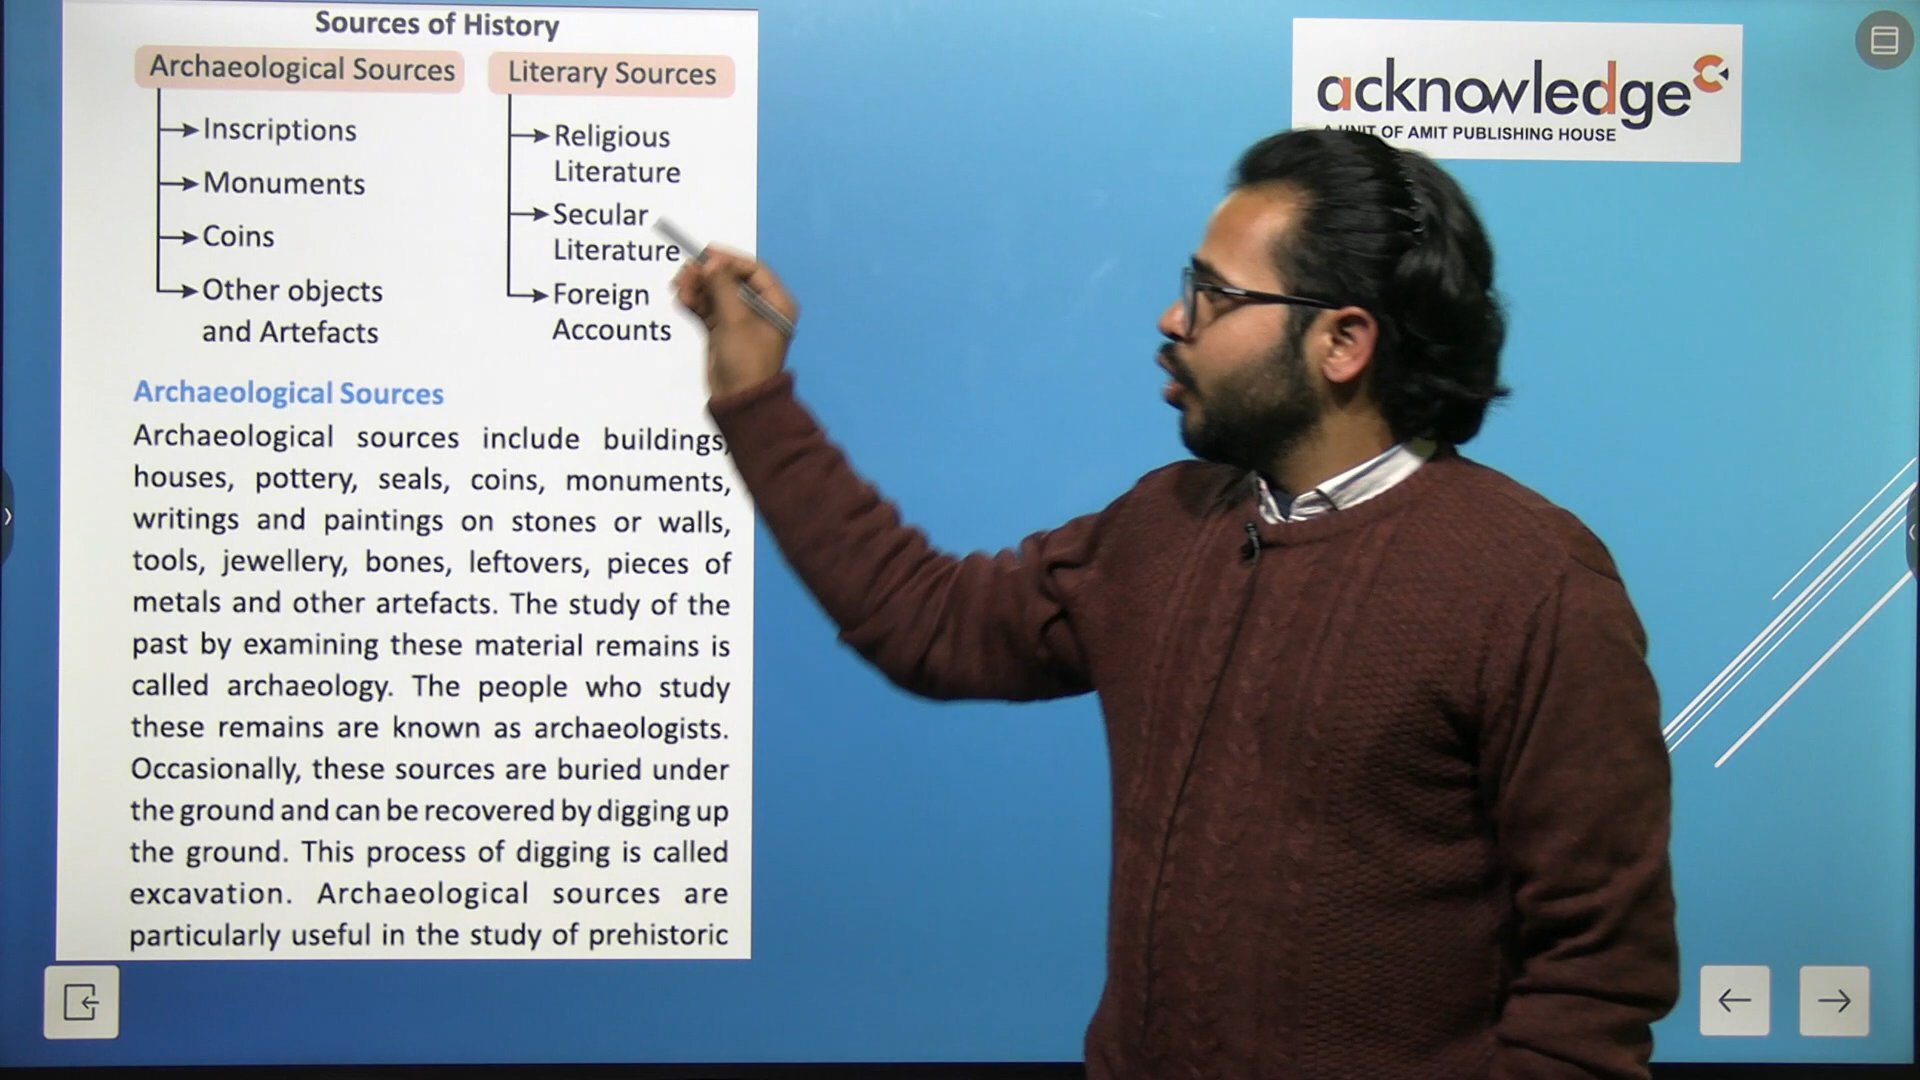 Sources of History
Archaeological Sources
Inscriptions
Monuments
Coins
Other objects
and Artefacts
Literary Sources
Religious
Literature
Secular
Literature
Foreign
Accounts
Archaeological Sources
Archaeological sources include buildings,
houses, pottery, seals, coins, monuments,
writings and paintings on stones or walls,
tools, jewellery, bones, leftovers, pieces of
metals and other artefacts. The study of the
past by examining these material remains is
called archaeology. The people who study
these remains are known as archaeologists.
Occasionally, these sources are buried under
the ground and can be recovered by digging up
the ground. This process of digging is called
excavation. Archaeological sources are
particularly useful in the study of prehistoric
acknowledge
A UNIT OF AMIT PUBLISHING HOUSE